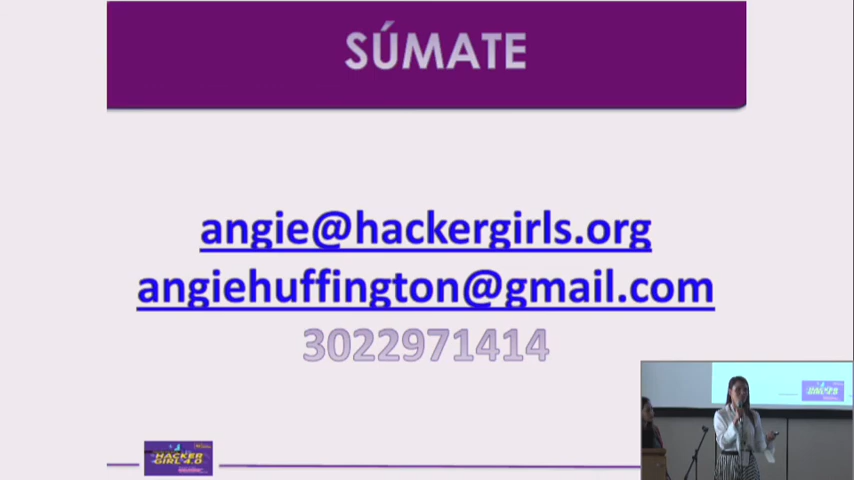 SÚMATE
angie@hackergirls.org
angiehuffington@gmail.com
3022971414
HACKER
GIRL 4.0